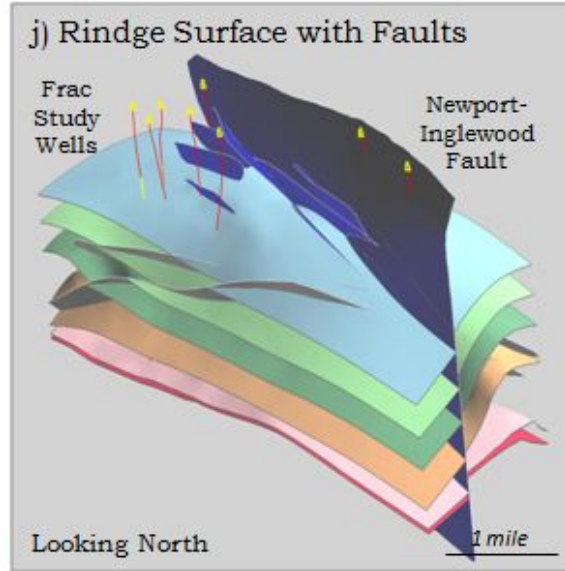 j) Rindge Surface with Faults
Frac
Study
Wells
Newport-
Inglewood
Fault
Looking North
1 mile